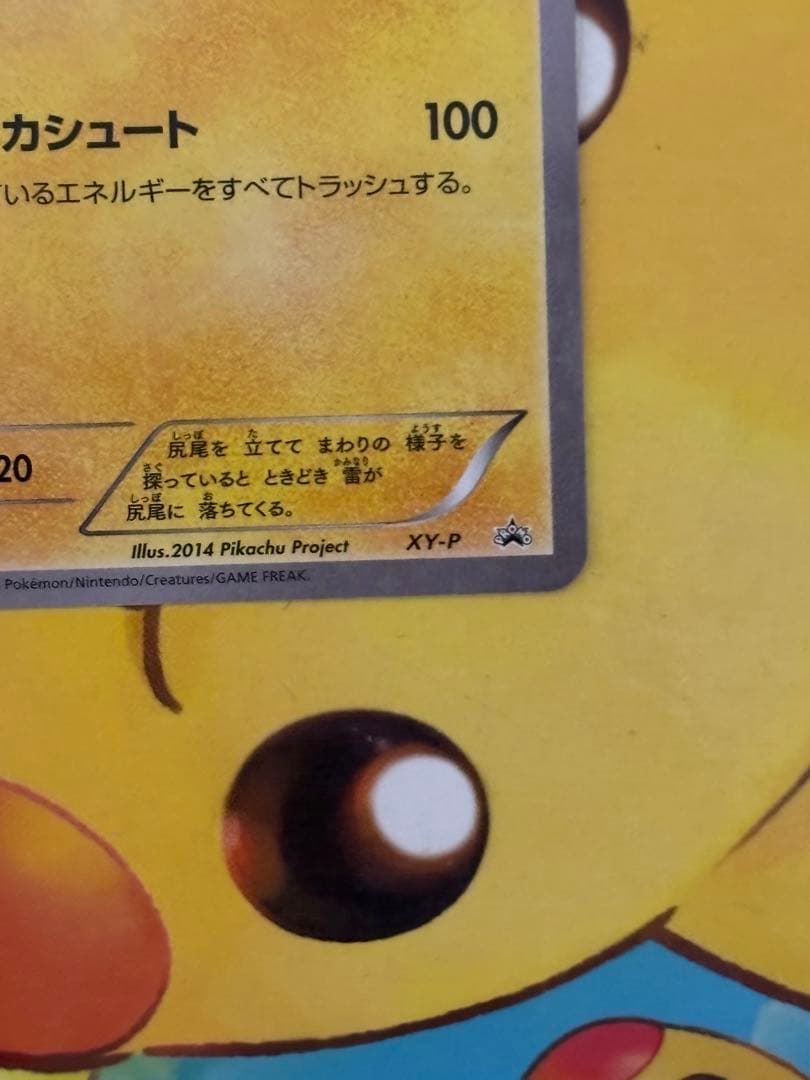 カシュート 100
いるエネルギーをすべてトラッシュする。
尻尾を 立てて まわりの 様子を
20
探っていると ときどき 雷が
尻尾に 落ちてくる。
Illus.2014 Pikachu Project XY-P
Pokémon/Nintendo/Creatures/GAME FREAK.